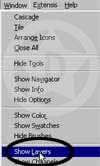 Window Extensis Help
Cascade
Tile
Arrange Icons
Close All
Hide Tools
Show Navigator
Show Info
Hide Options
Show Color
Show Swatches
Hide Brushes
Show Layers